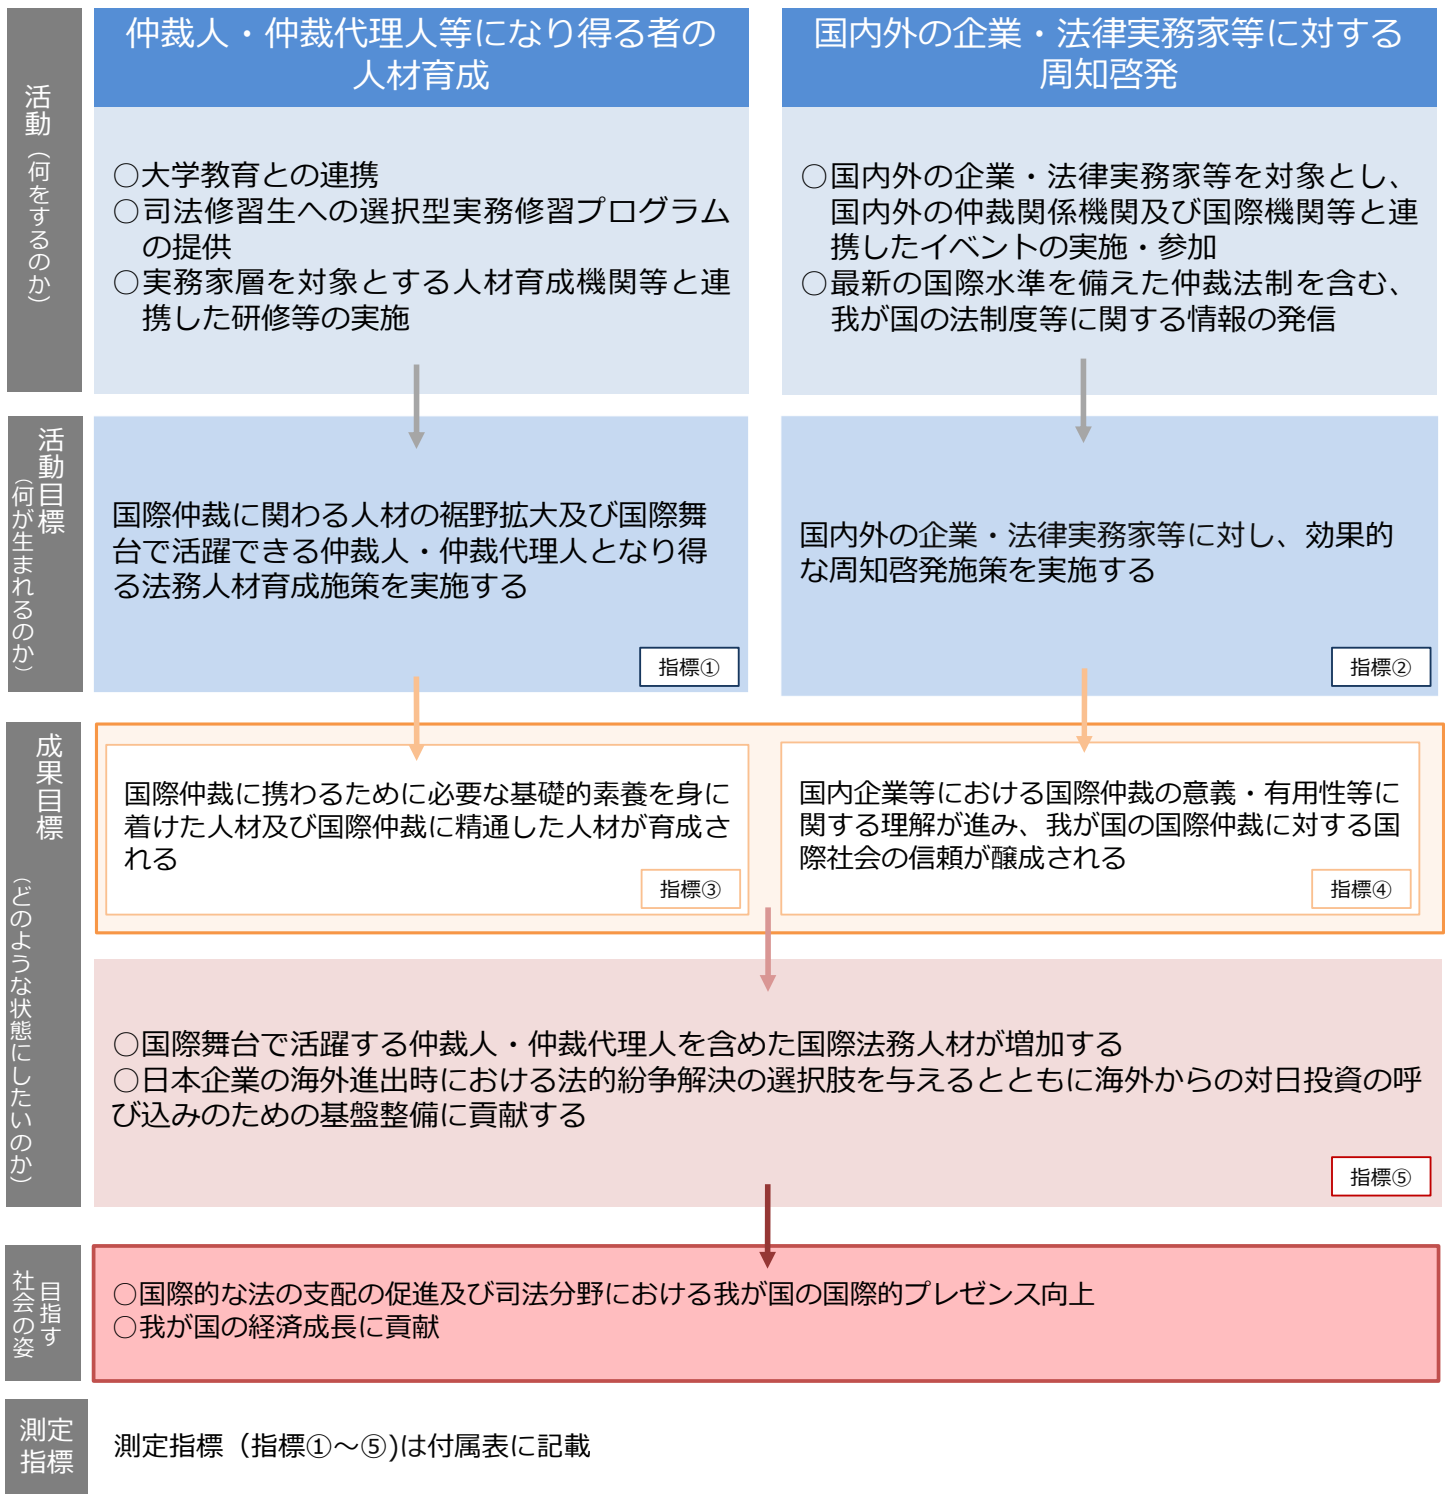 活動
（何をするのか）
仲裁人・仲裁代理人等になり得る者の
人材育成
○大学教育との連携
○司法修習生への選択型実務修習プログラム
の提供
○実務家層を対象とする人材育成機関等と連
携した研修等の実施
国内外の企業・法律実務家等に対する
周知啓発
○国内外の企業・法律実務家等を対象とし、
国内外の仲裁関係機関及び国際機関等と連
携したイベントの実施・参加
○最新の国際水準を備えた仲裁法制を含む、
我が国の法制度等に関する情報の発信
活動目標
（何が生まれるのか）
国際仲裁に関わる人材の裾野拡大及び国際舞
台で活躍できる仲裁人・仲裁代理人となり得
る法務人材育成施策を実施する
指標①
国内外の企業・法律実務家等に対し、効果的
な周知啓発施策を実施する
指標②
成果目標
（どのような状態にしたいのか）
国際仲裁に携わるために必要な基礎的素養を身に
着けた人材及び国際仲裁に精通した人材が育成さ
れる
指標③
国内企業等における国際仲裁の意義・有用性等に
関する理解が進み、我が国の国際仲裁に対する国
際社会の信頼が醸成される
指標④
○国際舞台で活躍する仲裁人・仲裁代理人を含めた国際法務人材が増加する
○日本企業の海外進出時における法的紛争解決の選択肢を与えるとともに海外からの対日投資の呼
び込みのための基盤整備に貢献する
指標⑤
目指す
社会の姿
○国際的な法の支配の促進及び司法分野における我が国の国際的プレゼンス向上
○我が国の経済成長に貢献
測定
指標
測定指標（指標①～⑤)は付属表に記載